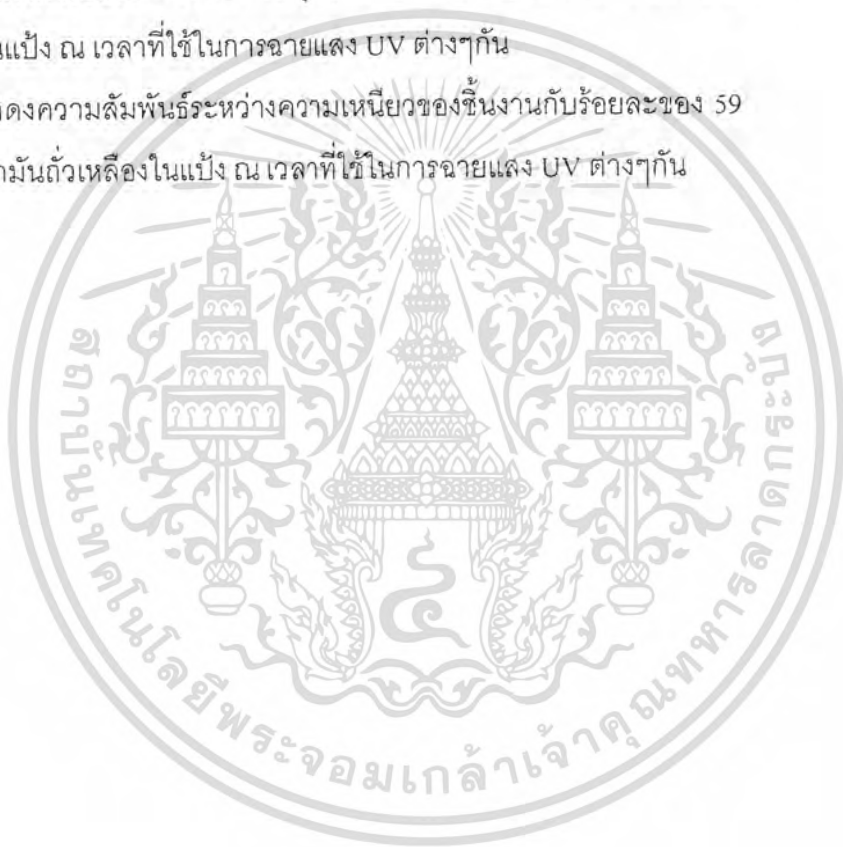 นแป้ง ณ เวลาที่ใช้ในการฉายแสง UV ต่างๆกัน
ดงความสัมพันธ์ระหว่างความเหนียวของชิ้นงานกับร้อยละของ 59
ามันถั่วเหลืองในแป้ง ณ เวลาที่ใช้ในการฉายแสง UV ต่างๆกัน
สถาบันเทคโนโลยีพระจอมเกล้าเจ้าคุณทหารลาดกระบัง
๔